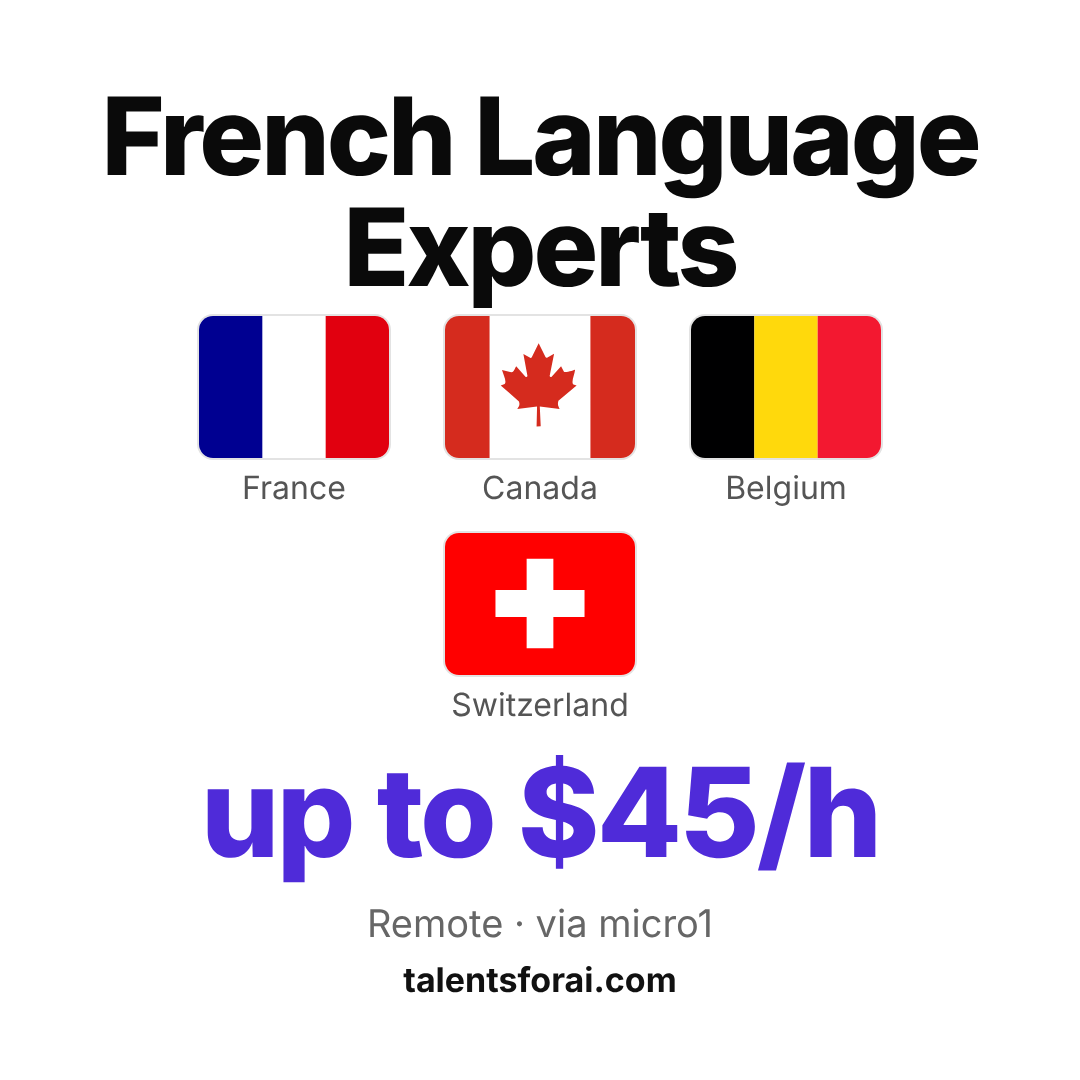 French Language
Experts
France
Canada
Belgium
Switzerland
up to $45/h
Remote · via micro1
talentsforai.com